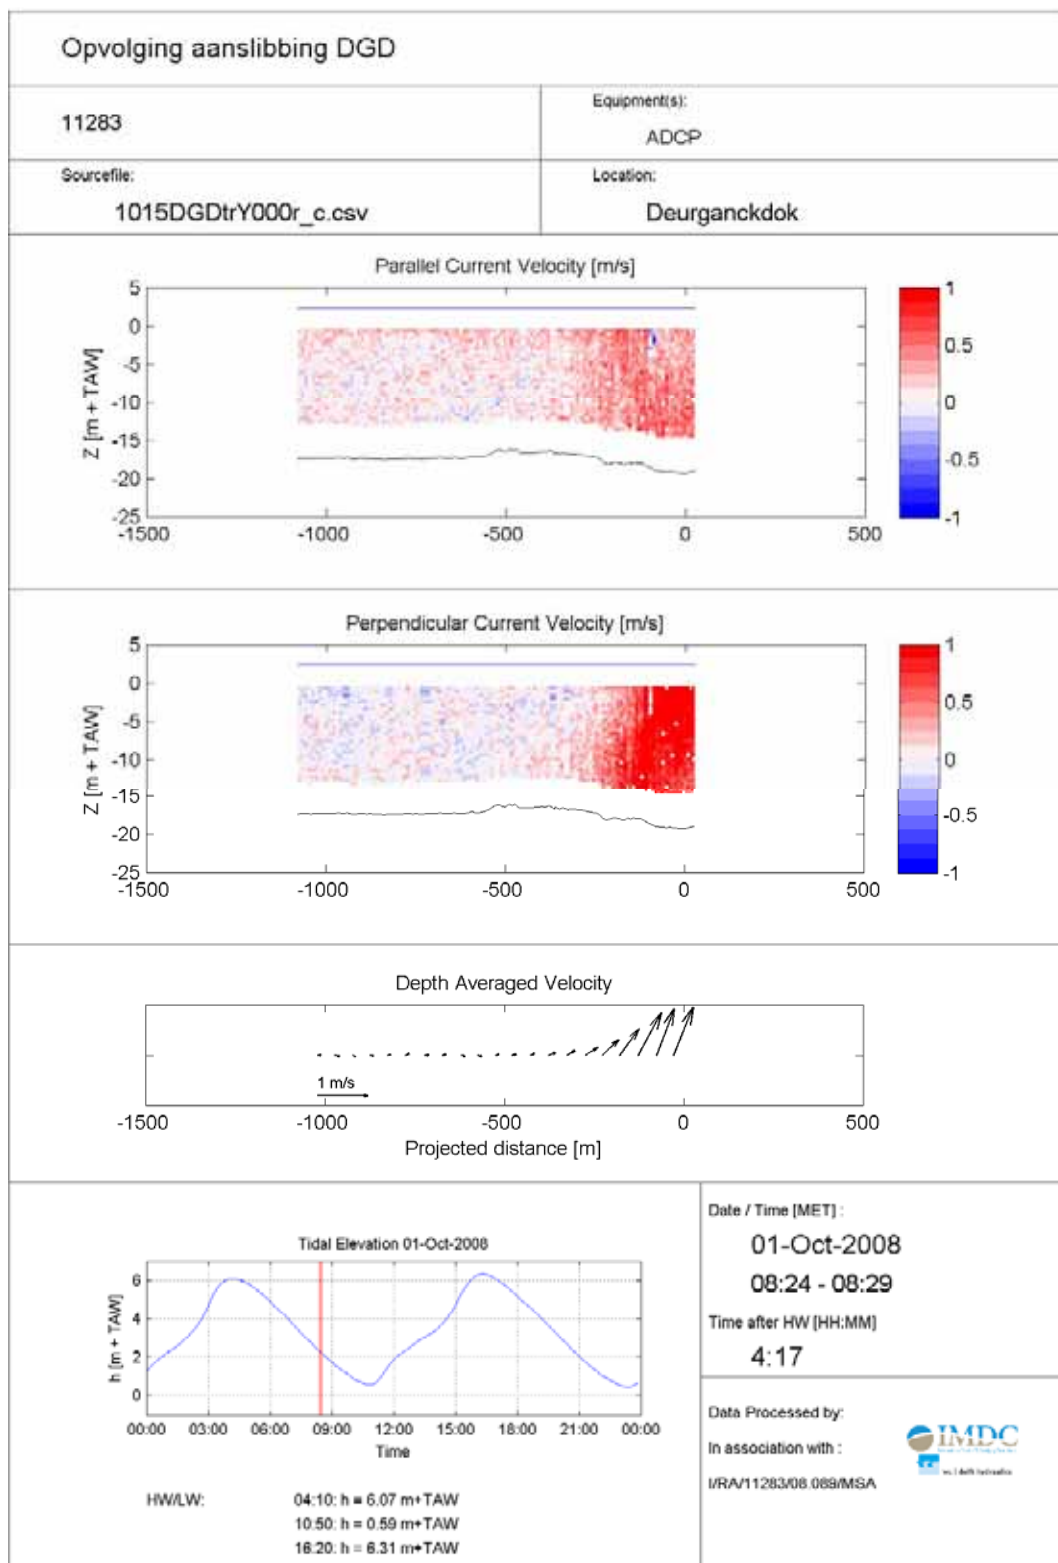 Opvolging aanslibbing DGD
11283
Equipment(s):
ADCP
Sourcefile:
1015DGDtrY000r_c.csv
Location:
Deurganckdok
Parallel Current Velocity [m/s]
Z [m + TAW]
5
0
-5
-10
-15
-20
-25
-1500 -1000 -500 0 500
1
0.5
0
-0.5
-1
Perpendicular Current Velocity [m/s]
Z [m + TAW]
5
0
-5
-10
-15
-20
-25
-1500 -1000 -500 0 500
1
0.5
0
-0.5
-1
Depth Averaged Velocity
1 m/s
-1500 -1000 -500 0 500
Projected distance [m]
Tidal Elevation 01-Oct-2008
h [m + TAW]
6
4
2
0
00:00 03:00 06:00 09:00 12:00 15:00 18:00 21:00 00:00
Time
HW/LW:
04:10: h = 6.07 m+TAW
10:50: h = 0.59 m+TAW
16:20: h = 6.31 m+TAW
Date / Time [MET] :
01-Oct-2008
08:24 - 08:29
Time after HW [HH:MM]
4:17
Data Processed by:
IMDC
In association with :
wl | delft hydraulics
I/RA/11283/08.089/MSA